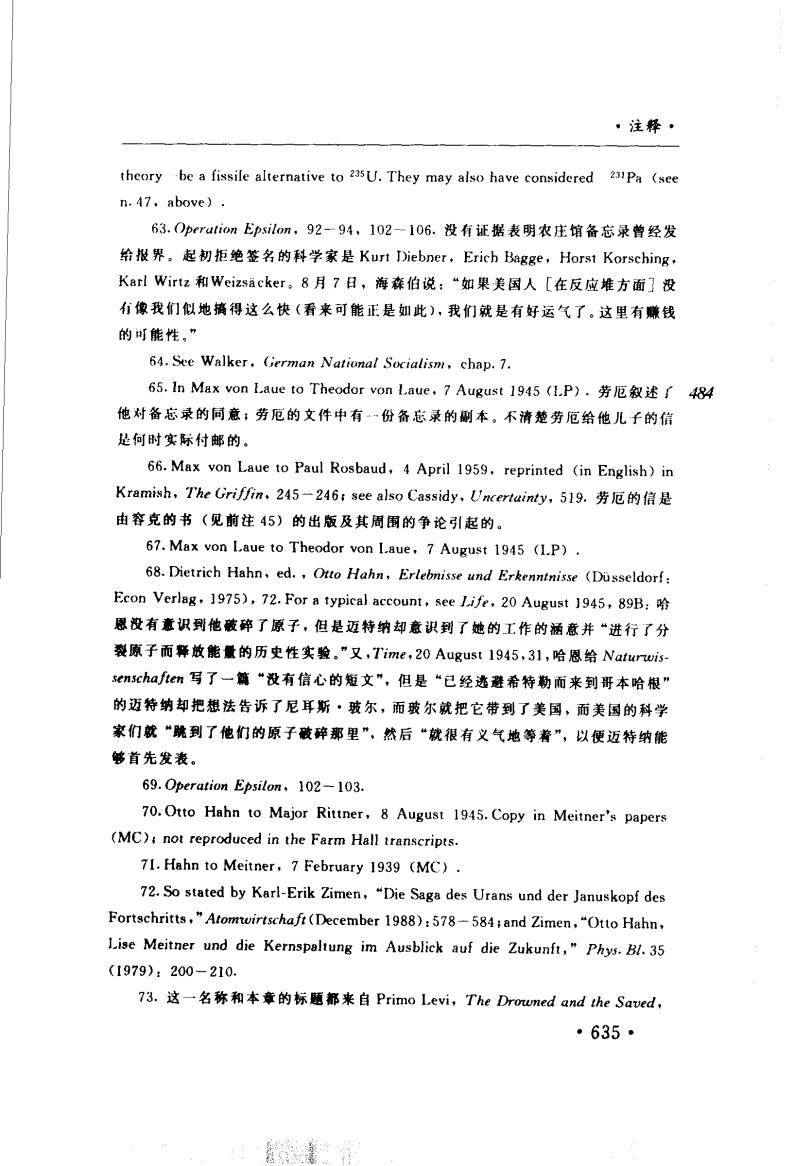 ·注释·
theory be a fissile alternative to ²³⁵U. They may also have considered ²³¹Pa (see
n. 47, above) .
63. Operation Epsilon, 92—94, 102—106. 没有证据表明农庄馆备忘录曾经发
给报界。起初拒绝签名的科学家是 Kurt Diebner, Erich Bagge, Horst Korsching,
Karl Wirtz 和Weizsäcker。8 月 7 日，海森伯说：“如果美国人［在反应堆方面］没
有像我们似地搞得这么快（看来可能正是如此），我们就是有好运气了。这里有赚钱
的可能性。”
64. See Walker, German National Socialism, chap. 7.
65. In Max von Laue to Theodor von Laue, 7 August 1945 (LP) . 劳厄叙述了 484
他对备忘录的同意；劳厄的文件中有一份备忘录的副本。不清楚劳厄给他儿子的信
是何时实际付邮的。
66. Max von Laue to Paul Rosbaud, 4 April 1959, reprinted (in English) in
Kramish, The Griffin, 245—246; see also Cassidy, Uncertainty, 519. 劳厄的信是
由容克的书（见前注 45）的出版及其周围的争论引起的。
67. Max von Laue to Theodor von Laue, 7 August 1945 (LP) .
68. Dietrich Hahn, ed. , Otto Hahn, Erlebnisse und Erkenntnisse (Düsseldorf:
Econ Verlag, 1975), 72. For a typical account, see Life, 20 August 1945, 89B: 哈
恩没有意识到他破碎了原子，但是迈特纳却意识到了她的工作的涵意并“进行了分
裂原子而释放能量的历史性实验。”又, Time, 20 August 1945, 31, 哈恩给 Naturwis-
senschaften 写了一篇“没有信心的短文”，但是“已经逃避希特勒而来到哥本哈根”
的迈特纳却把想法告诉了尼耳斯·玻尔，而玻尔就把它带到了美国，而美国的科学
家们就“跳到了他们的原子破碎那里”，然后“就很有义气地等着”，以便迈特纳能
够首先发表。
69. Operation Epsilon, 102—103.
70. Otto Hahn to Major Rittner, 8 August 1945. Copy in Meitner's papers
(MC); not reproduced in the Farm Hall transcripts.
71. Hahn to Meitner, 7 February 1939 (MC) .
72. So stated by Karl-Erik Zimen, “Die Saga des Urans und der Januskopf des
Fortschritts,” Atomwirtschaft (December 1988): 578—584; and Zimen, “Otto Hahn,
Lise Meitner und die Kernspaltung im Ausblick auf die Zukunft,” Phys. Bl. 35
(1979): 200—210.
73. 这一名称和本章的标题都来自 Primo Levi, The Drowned and the Saved,
·635·